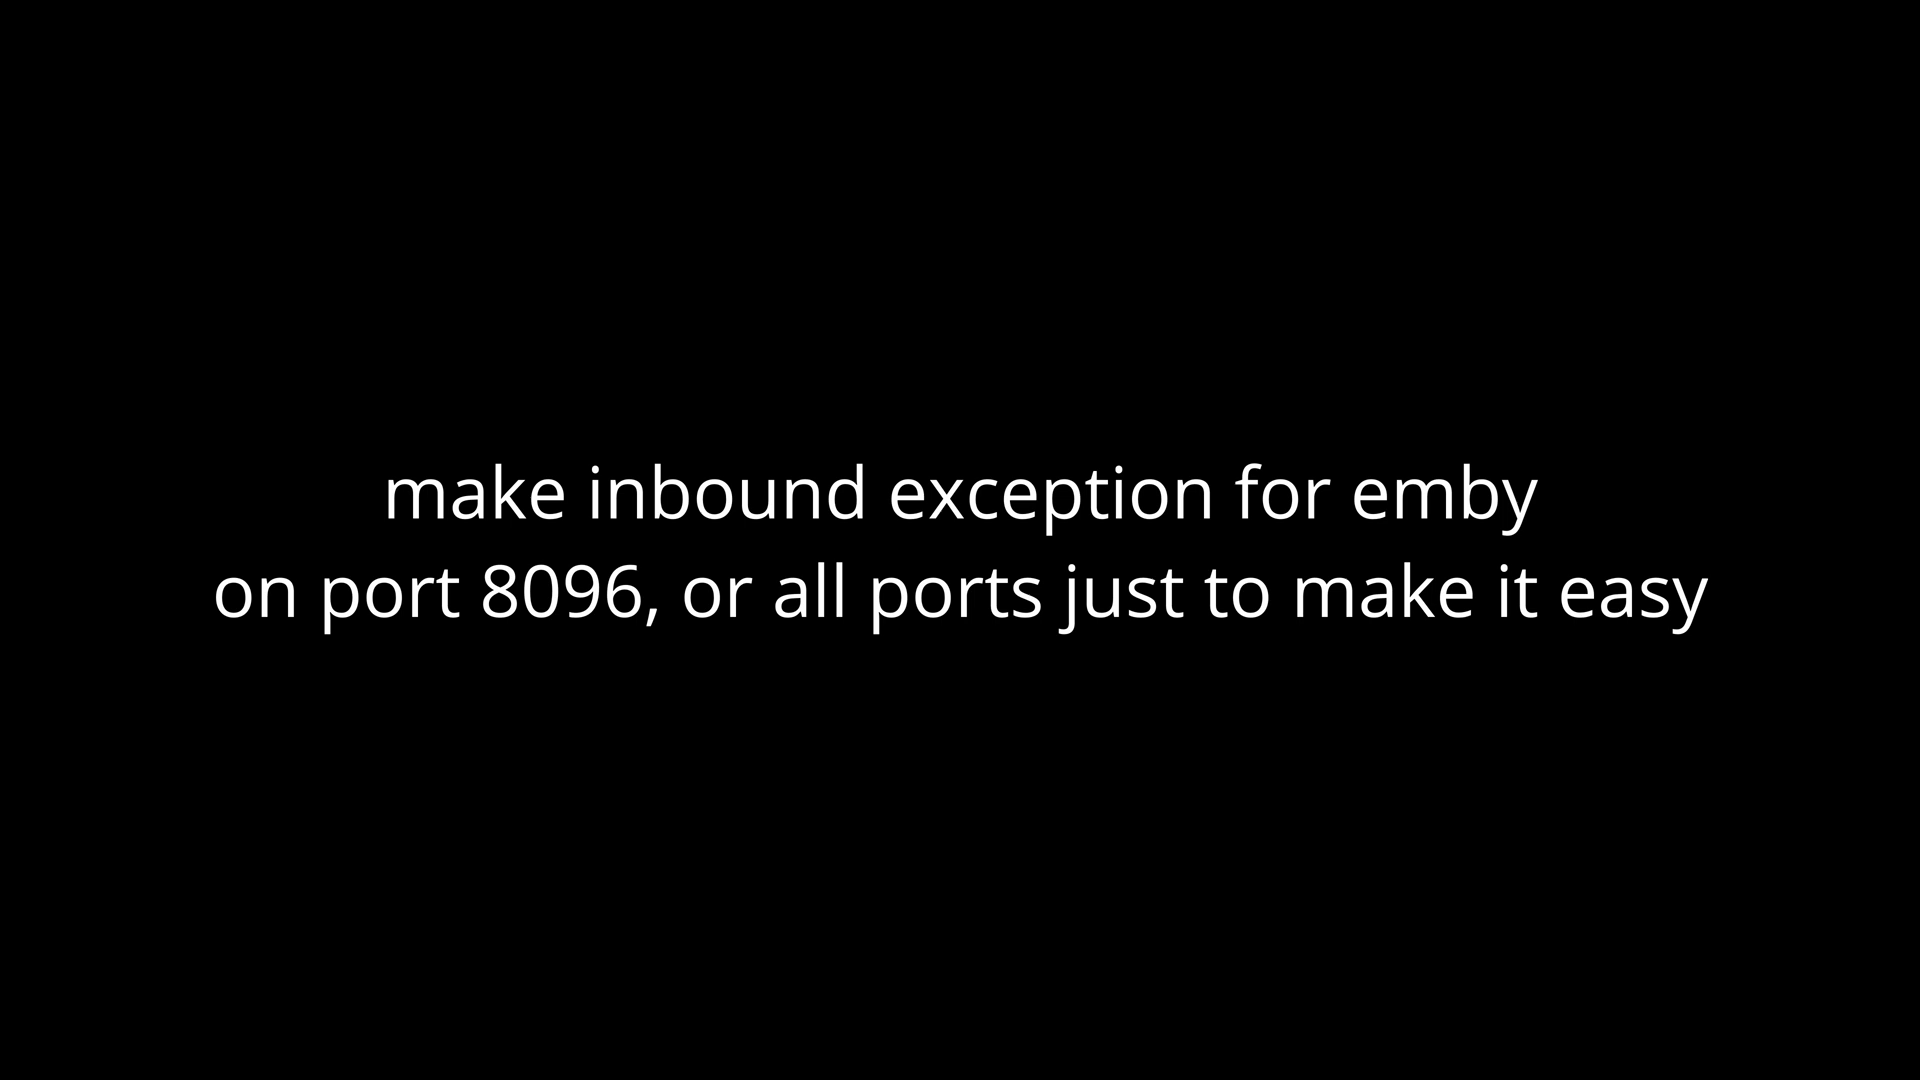 make inbound exception for emby
on port 8096, or all ports just to make it easy